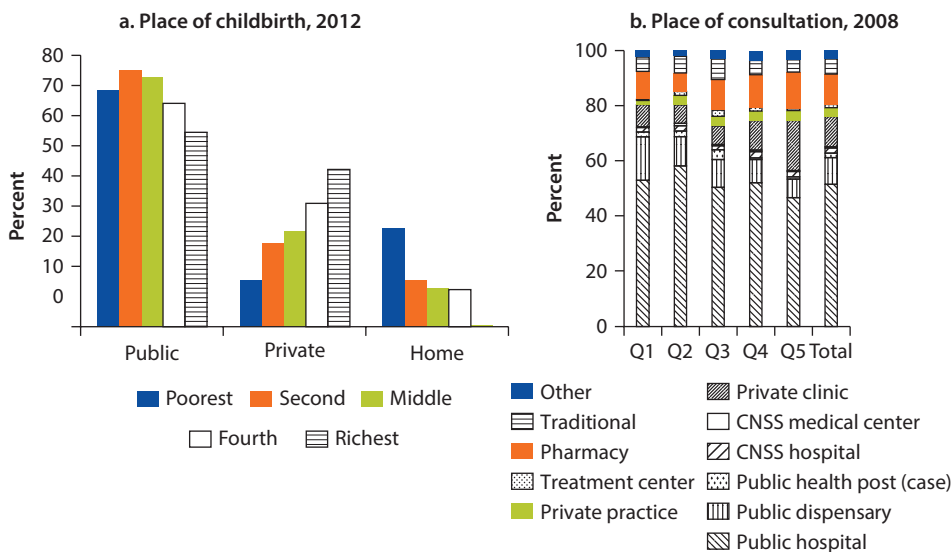 a. Place of childbirth, 2012
80
70
60
50
40
30
20
10
0
Percent
Public Private Home
Poorest Second Middle
Fourth Richest
b. Place of consultation, 2008
100
80
60
40
20
0
Percent
Q1 Q2 Q3 Q4 Q5 Total
Other Private clinic
Traditional CNSS medical center
Pharmacy CNSS hospital
Treatment center Public health post (case)
Private practice Public dispensary
Public hospital